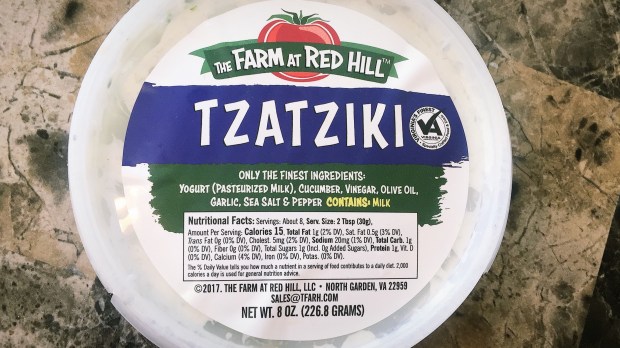 THE FARM AT RED HILL™
TZATZIKI
VIRGINIA'S FINEST
VA
VIRGINIA
ONLY THE FINEST INGREDIENTS:
YOGURT (PASTEURIZED MILK), CUCUMBER, VINEGAR, OLIVE OIL,
GARLIC, SEA SALT & PEPPER CONTAINS: MILK
Nutritional Facts: Servings: About 8, Serv. Size: 2 Tbsp (30g),
Amount Per Serving: Calories 15, Total Fat 1g (2% DV), Sat. Fat 0.5g (3% DV),
Trans Fat 0g (0% DV), Cholest. 5mg (2% DV), Sodium 20mg (1% DV), Total Carb. 1g
(0% DV), Fiber 0g (0% DV), Total Sugars 1g (Incl. 0g Added Sugars), Protein 1g, Vit. D
(0% DV), Calcium (4% DV), Iron (0% DV), Potas. (0% DV).
The % Daily Value tells you how much a nutrient in a serving of food contributes to a daily diet. 2,000
calories a day is used for general nutrition advice.
©2017. THE FARM AT RED HILL, LLC • NORTH GARDEN, VA 22959
SALES@TFARH.COM
NET WT. 8 OZ. (226.8 GRAMS)